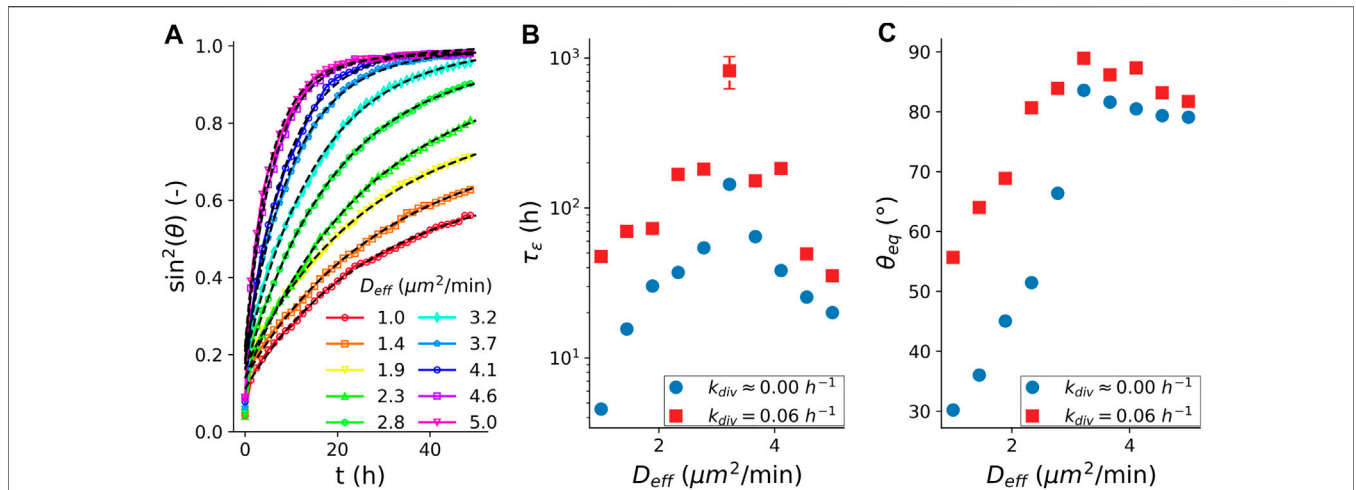 A
sin²(θ) (-)
1.0
0.8
0.6
0.4
0.2
0.0
0
20
40
t (h)
D_eff (μm²/min)
1.0
1.4
1.9
2.3
2.8
3.2
3.7
4.1
4.6
5.0
B
τ_ε (h)
10³
10²
10¹
2
4
D_eff (μm²/min)
k_div ≈ 0.00 h⁻¹
k_div = 0.06 h⁻¹
C
θ_eq (°)
90
80
70
60
50
40
30
2
4
D_eff (μm²/min)
k_div ≈ 0.00 h⁻¹
k_div = 0.06 h⁻¹